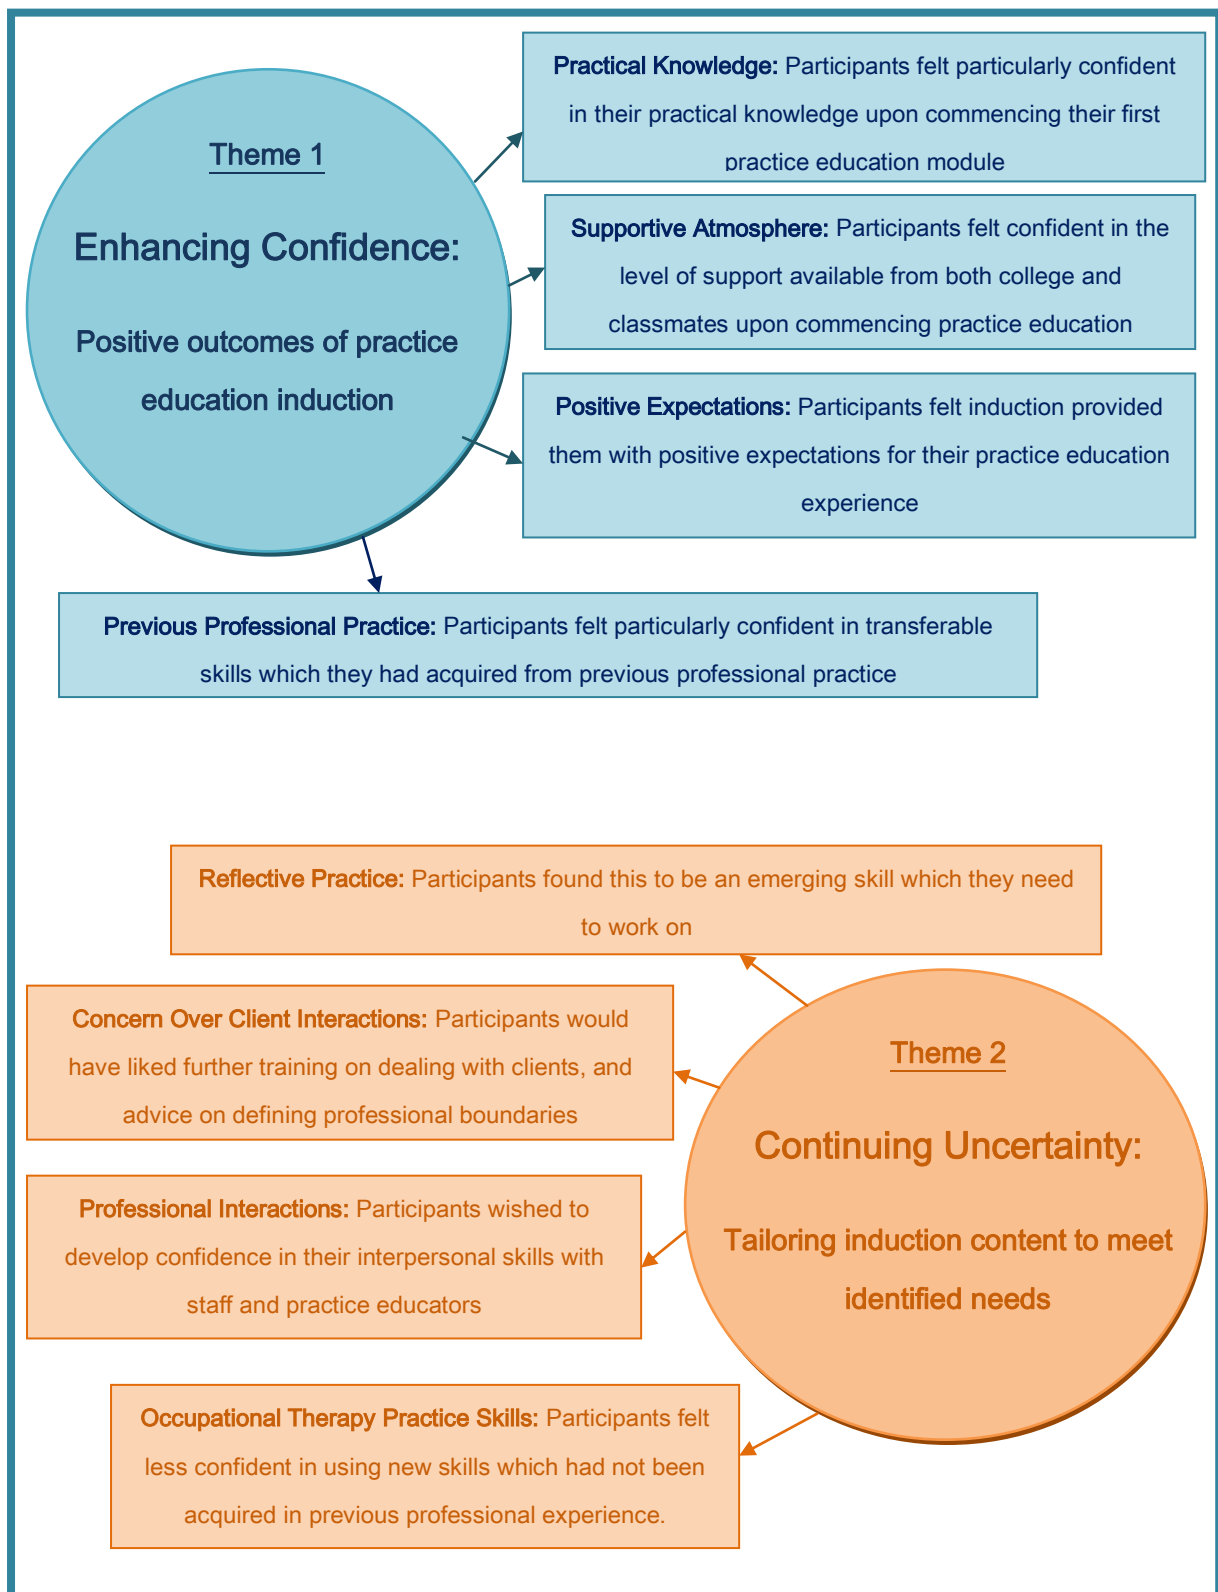 Theme 1
Enhancing Confidence:
Positive outcomes of practice
education induction
Practical Knowledge: Participants felt particularly confident
in their practical knowledge upon commencing their first
practice education module
Supportive Atmosphere: Participants felt confident in the
level of support available from both college and
classmates upon commencing practice education
Positive Expectations: Participants felt induction provided
them with positive expectations for their practice education
experience
Previous Professional Practice: Participants felt particularly confident in transferable
skills which they had acquired from previous professional practice
Reflective Practice: Participants found this to be an emerging skill which they need
to work on
Concern Over Client Interactions: Participants would
have liked further training on dealing with clients, and
advice on defining professional boundaries
Professional Interactions: Participants wished to
develop confidence in their interpersonal skills with
staff and practice educators
Occupational Therapy Practice Skills: Participants felt
less confident in using new skills which had not been
acquired in previous professional experience.
Theme 2
Continuing Uncertainty:
Tailoring induction content to meet
identified needs